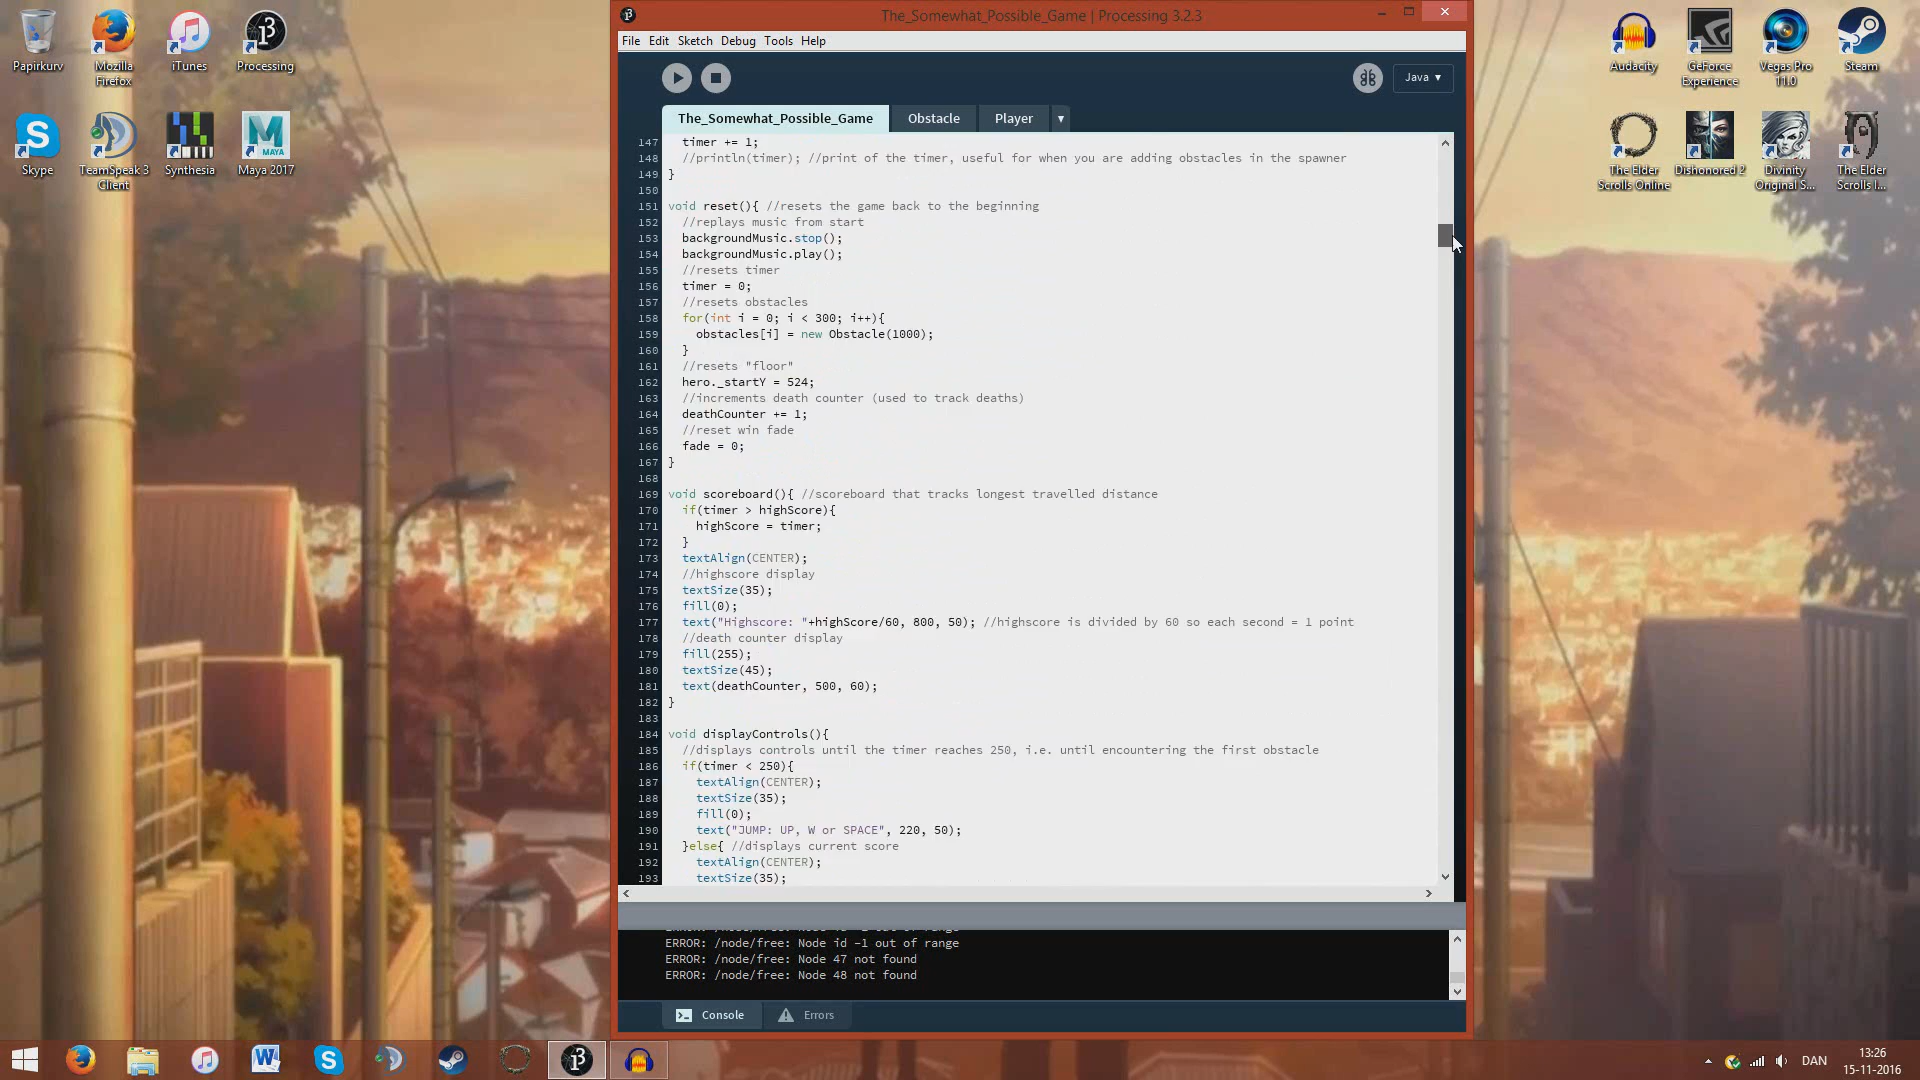 Papirkurv
Mozilla Firefox
iTunes
Processing
Skype
TeamSpeak 3 Client
Synthesia
Maya 2017
The_Somewhat_Possible_Game | Processing 3.2.3
File Edit Sketch Debug Tools Help
Java
The_Somewhat_Possible_Game Obstacle Player
147 timer += 1;
148 //println(timer); //print of the timer, useful for when you are adding obstacles in the spawner
149 }
150
151 void reset(){ //resets the game back to the beginning
152 //replays music from start
153 backgroundMusic.stop();
154 backgroundMusic.play();
155 //resets timer
156 timer = 0;
157 //resets obstacles
158 for(int i = 0; i < 300; i++){
159 obstacles[i] = new Obstacle(1000);
160 }
161 //resets "floor"
162 hero._startY = 524;
163 //increments death counter (used to track deaths)
164 deathCounter += 1;
165 //reset win fade
166 fade = 0;
167 }
168
169 void scoreboard(){ //scoreboard that tracks longest travelled distance
170 if(timer > highScore){
171 highScore = timer;
172 }
173 textAlign(CENTER);
174 //highscore display
175 textSize(35);
176 fill(0);
177 text("Highscore: "+highScore/60, 800, 50); //highscore is divided by 60 so each second = 1 point
178 //death counter display
179 fill(255);
180 textSize(45);
181 text(deathCounter, 500, 60);
182 }
183
184 void displayControls(){
185 //displays controls until the timer reaches 250, i.e. until encountering the first obstacle
186 if(timer < 250){
187 textAlign(CENTER);
188 textSize(35);
189 fill(0);
190 text("JUMP: UP, W or SPACE", 220, 50);
191 }else{ //displays current score
192 textAlign(CENTER);
193 textSize(35);
ERROR: /node/free: Node id -1 out of range
ERROR: /node/free: Node 47 not found
ERROR: /node/free: Node 48 not found
Console Errors
Audacity
GeForce Experience
Vegas Pro 11.0
Steam
The Elder Scrolls Online
Dishonored 2
Divinity Original S...
The Elder Scrolls I...
MAYA
DAN
13:26
15-11-2016